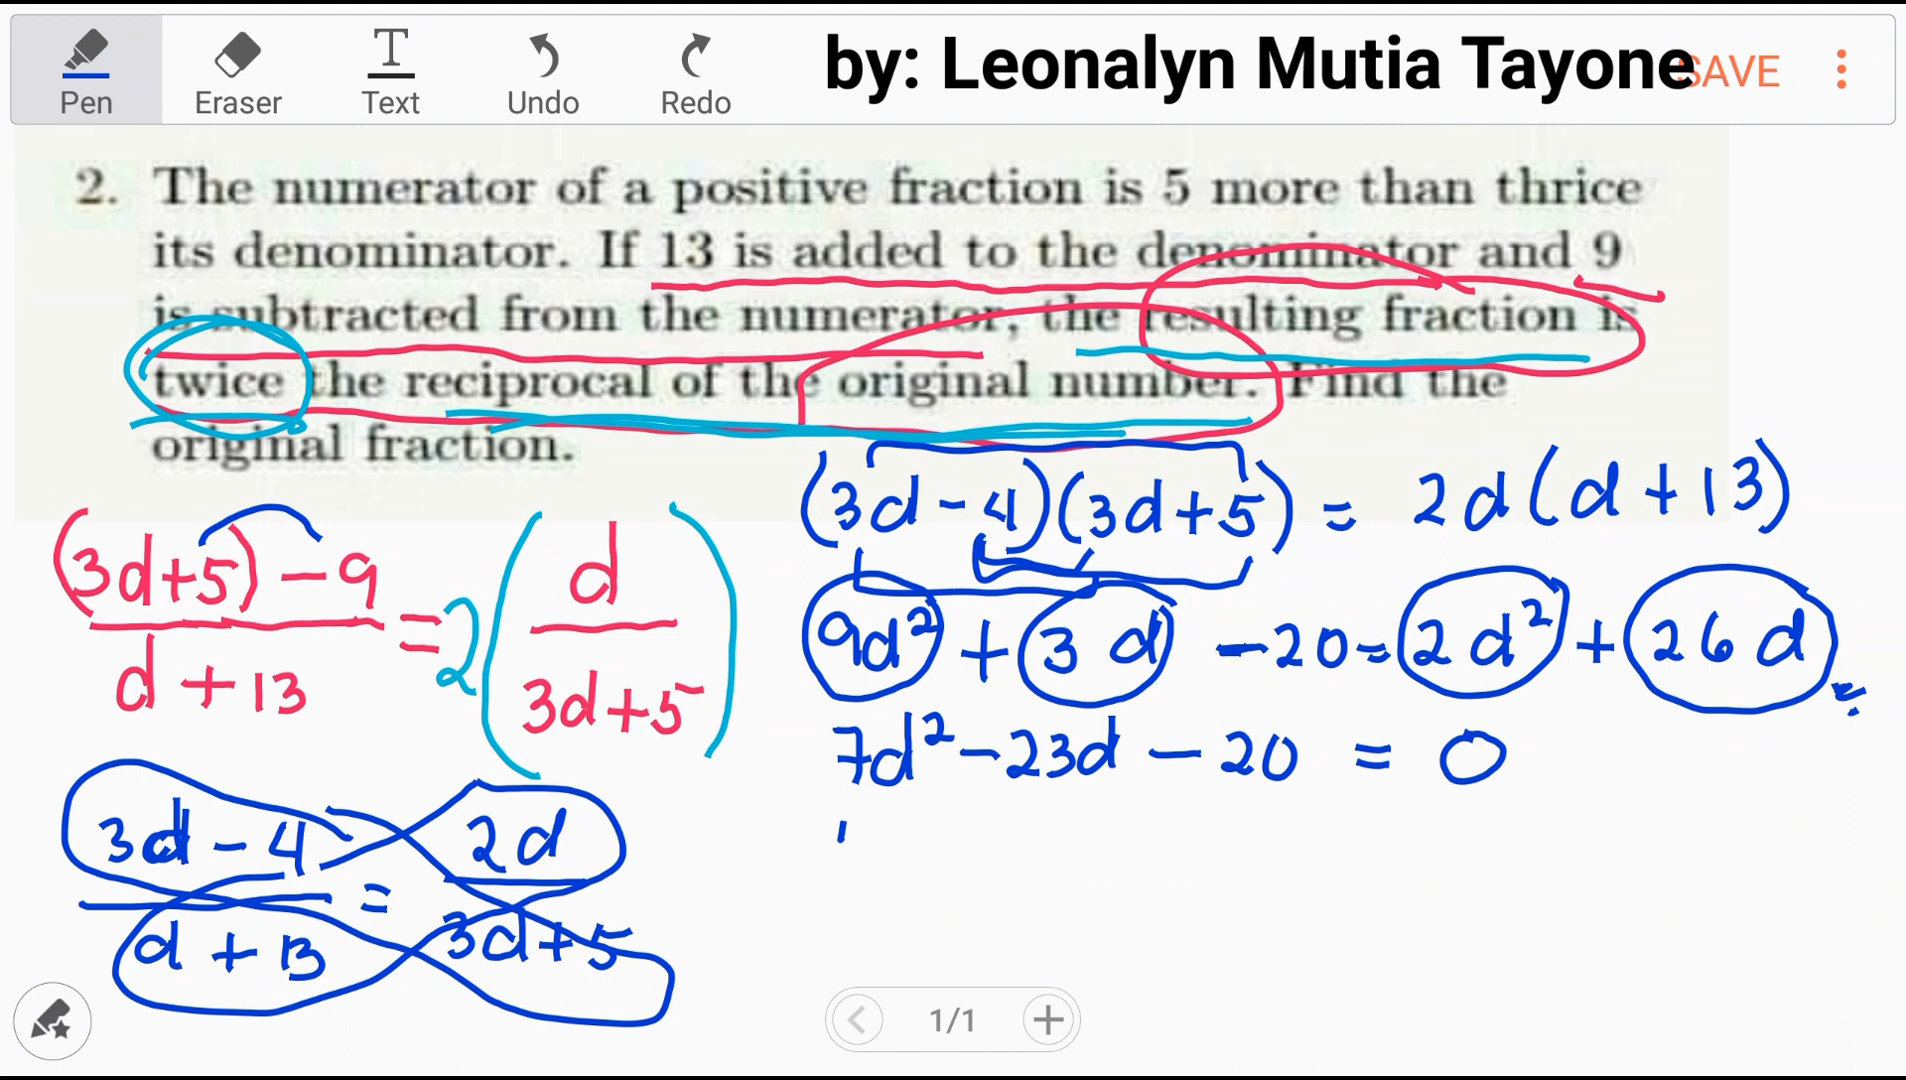 Pen
Eraser
T
Text
Undo
Redo
by: Leonalyn Mutia Tayone
SAVE
2. The numerator of a positive fraction is 5 more than thrice
its denominator. If 13 is added to the denominator and 9
is subtracted from the numerator, the resulting fraction is
twice the reciprocal of the original number. Find the
original fraction.
(3d+5) - 9
d + 13
= 2 (
d
3d+5
)
3d - 4
d + 13
=
2d
3d+5
(3d - 4)(3d+5) = 2d(d+13)
9d² + 3d - 20 = 2d² + 26d
7d² - 23d - 20 = 0
1/1